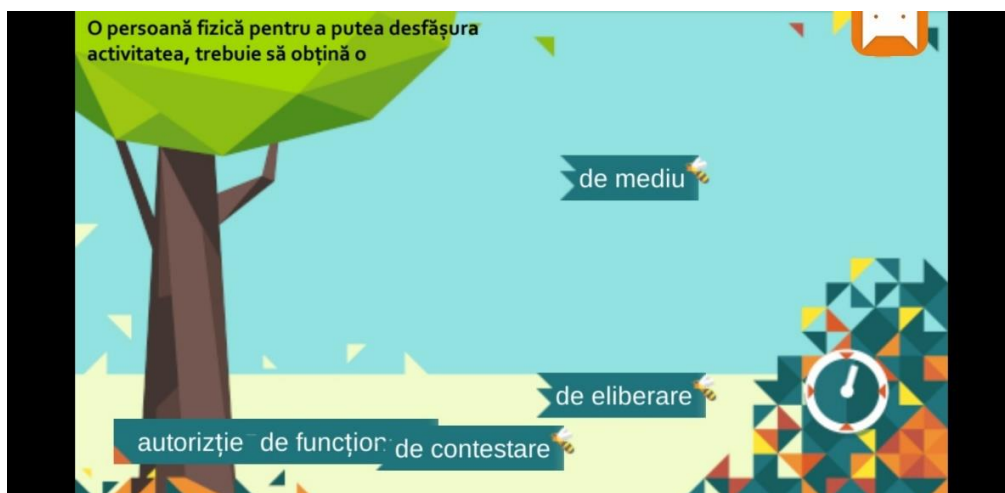 O persoană fizică pentru a putea desfășura
activitatea, trebuie să obțină o
de mediu
de eliberare
autorizție de funcțion
de contestare